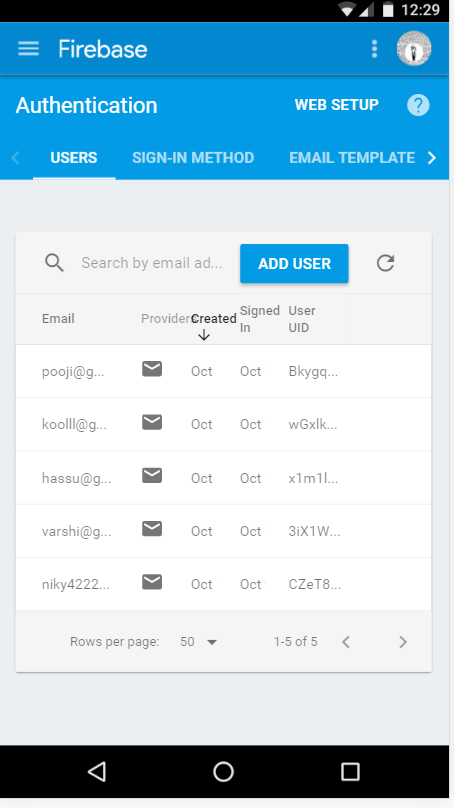 12:29
Firebase
Authentication WEB SETUP ?
USERS SIGN-IN METHOD EMAIL TEMPLATE
Search by email ad... ADD USER
Email Providers Created Signed In User UID
pooji@g... Oct Oct Bkygq...
koolll@g... Oct Oct wGxlk...
hassu@g... Oct Oct x1m1l...
varshi@g... Oct Oct 3iX1W...
niky4222... Oct Oct CZeT8...
Rows per page: 50 1-5 of 5